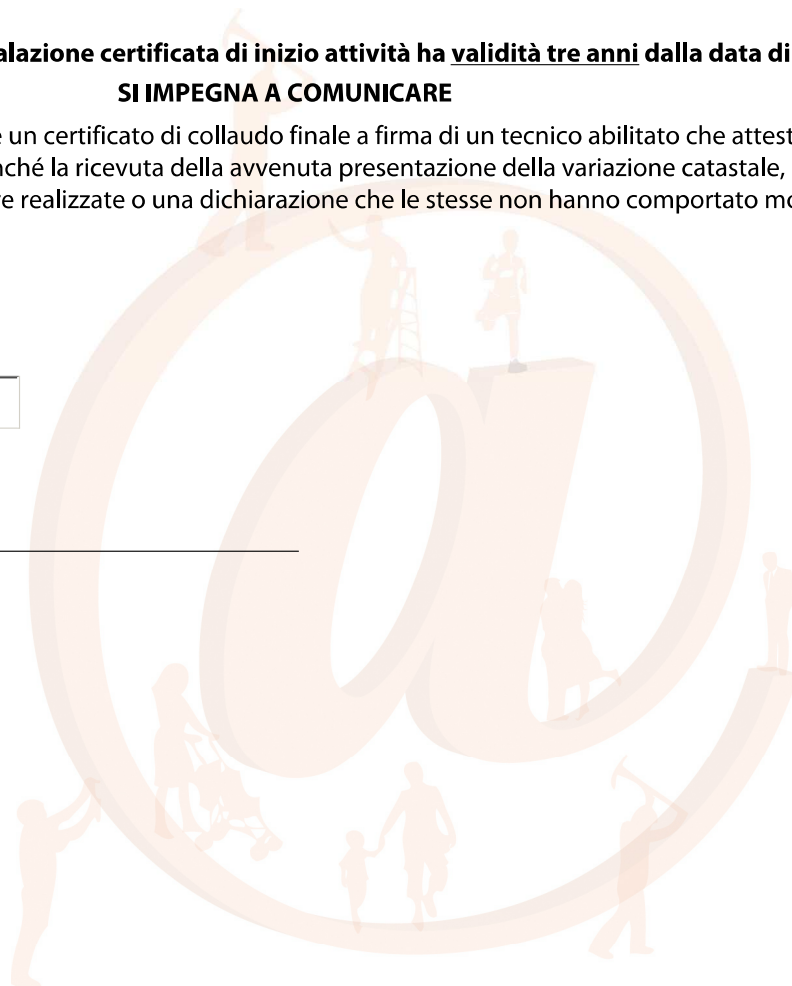 alazione certificata di inizio attività ha validità tre anni dalla data di
SI IMPEGNA A COMUNICARE
e un certificato di collaudo finale a firma di un tecnico abilitato che attest
nché la ricevuta della avvenuta presentazione della variazione catastale,
re realizzate o una dichiarazione che le stesse non hanno comportato mo